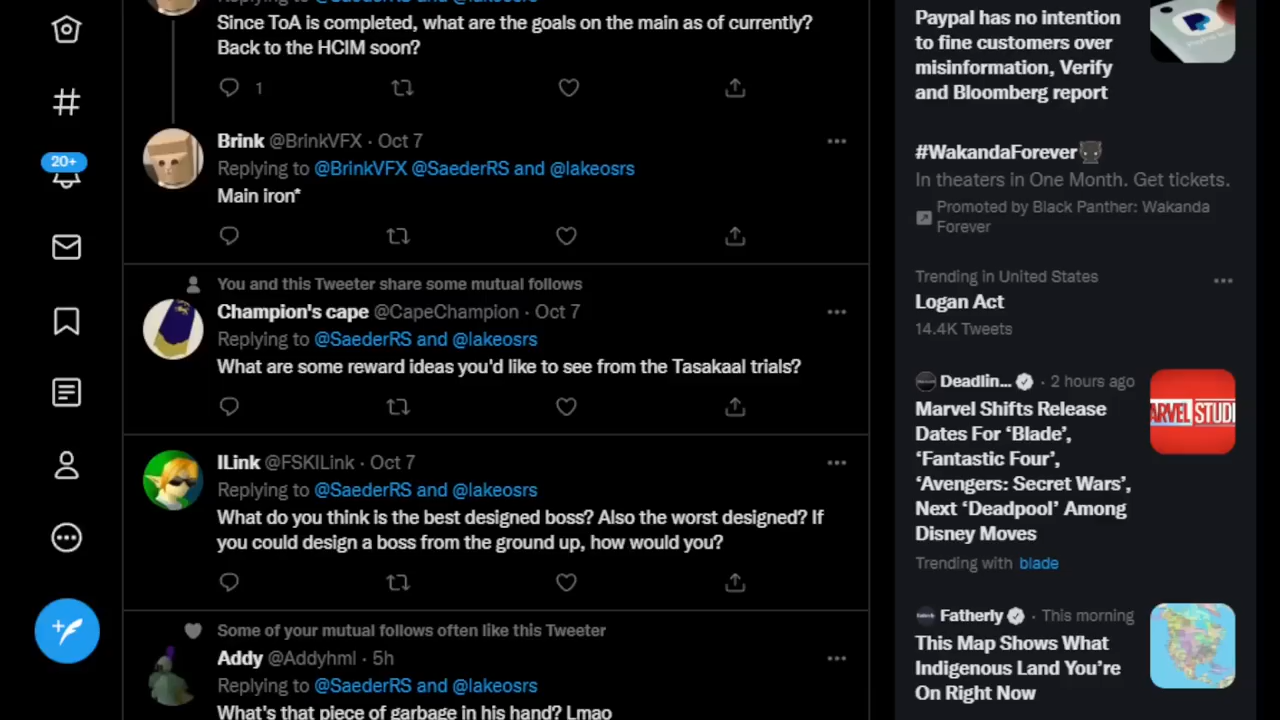 Replying to @SaederRS and @lakeosrs
Since ToA is completed, what are the goals on the main as of currently?
Back to the HCIM soon?
1
Brink @BrinkVFX · Oct 7
Replying to @BrinkVFX @SaederRS and @lakeosrs
Main iron*
You and this Tweeter share some mutual follows
Champion's cape @CapeChampion · Oct 7
Replying to @SaederRS and @lakeosrs
What are some reward ideas you'd like to see from the Tasakaal trials?
ILink @FSKILink · Oct 7
Replying to @SaederRS and @lakeosrs
What do you think is the best designed boss? Also the worst designed? If
you could design a boss from the ground up, how would you?
Some of your mutual follows often like this Tweeter
Addy @Addyhml · 5h
Replying to @SaederRS and @lakeosrs
What's that piece of garbage in his hand? Lmao
20+
Paypal has no intention
to fine customers over
misinformation, Verify
and Bloomberg report
#WakandaForever
In theaters in One Month. Get tickets.
Promoted by Black Panther: Wakanda
Forever
Trending in United States
Logan Act
14.4K Tweets
Deadlin... · 2 hours ago
Marvel Shifts Release
Dates For ‘Blade’,
‘Fantastic Four’,
‘Avengers: Secret Wars’,
Next ‘Deadpool’ Among
Disney Moves
Trending with blade
ARVEL STUDI
Fatherly · This morning
This Map Shows What
Indigenous Land You’re
On Right Now